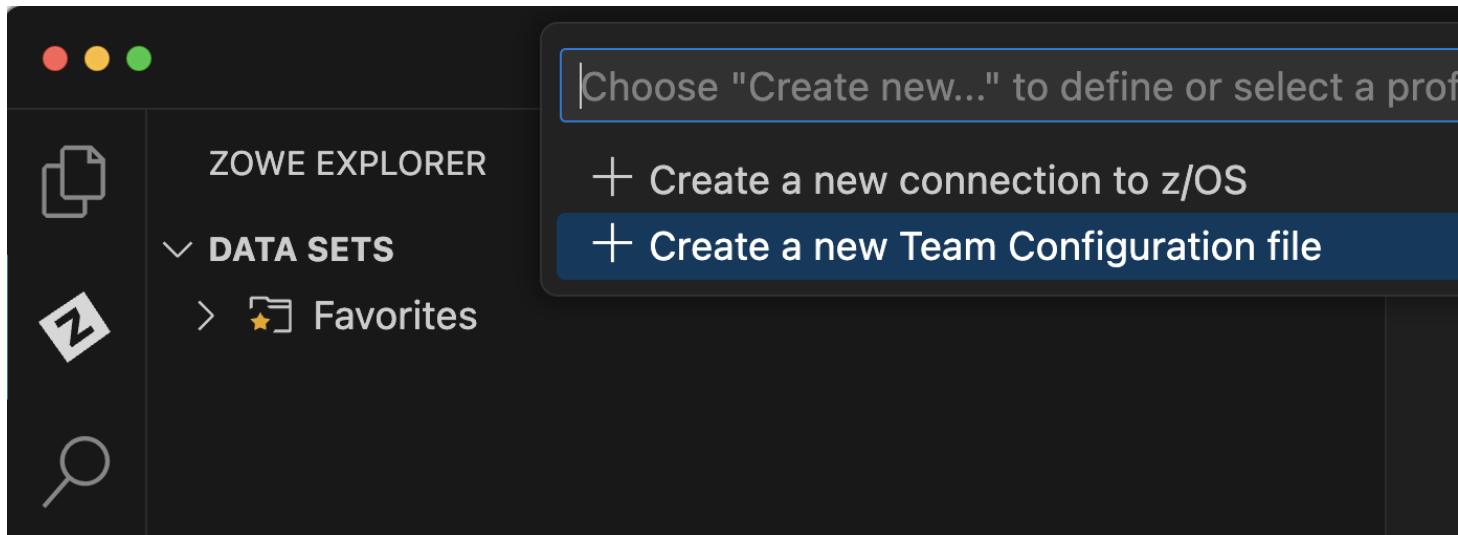 Choose "Create new..." to define or select a
ZOWE EXPLORER
Create a new connection to z/OS
DATA SETS
Create a new Team Configuration file
Favorites